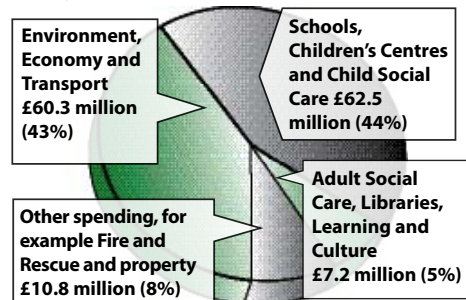 Environment,
Economy and
Transport
£60.3 million
(43%)
Schools,
Children’s Centres
and Child Social
Care £62.5
million (44%)
Other spending, for
example Fire and
Rescue and property
£10.8 million (8%)
Adult Social
Care, Libraries,
Learning and
Culture
£7.2 million (5%)